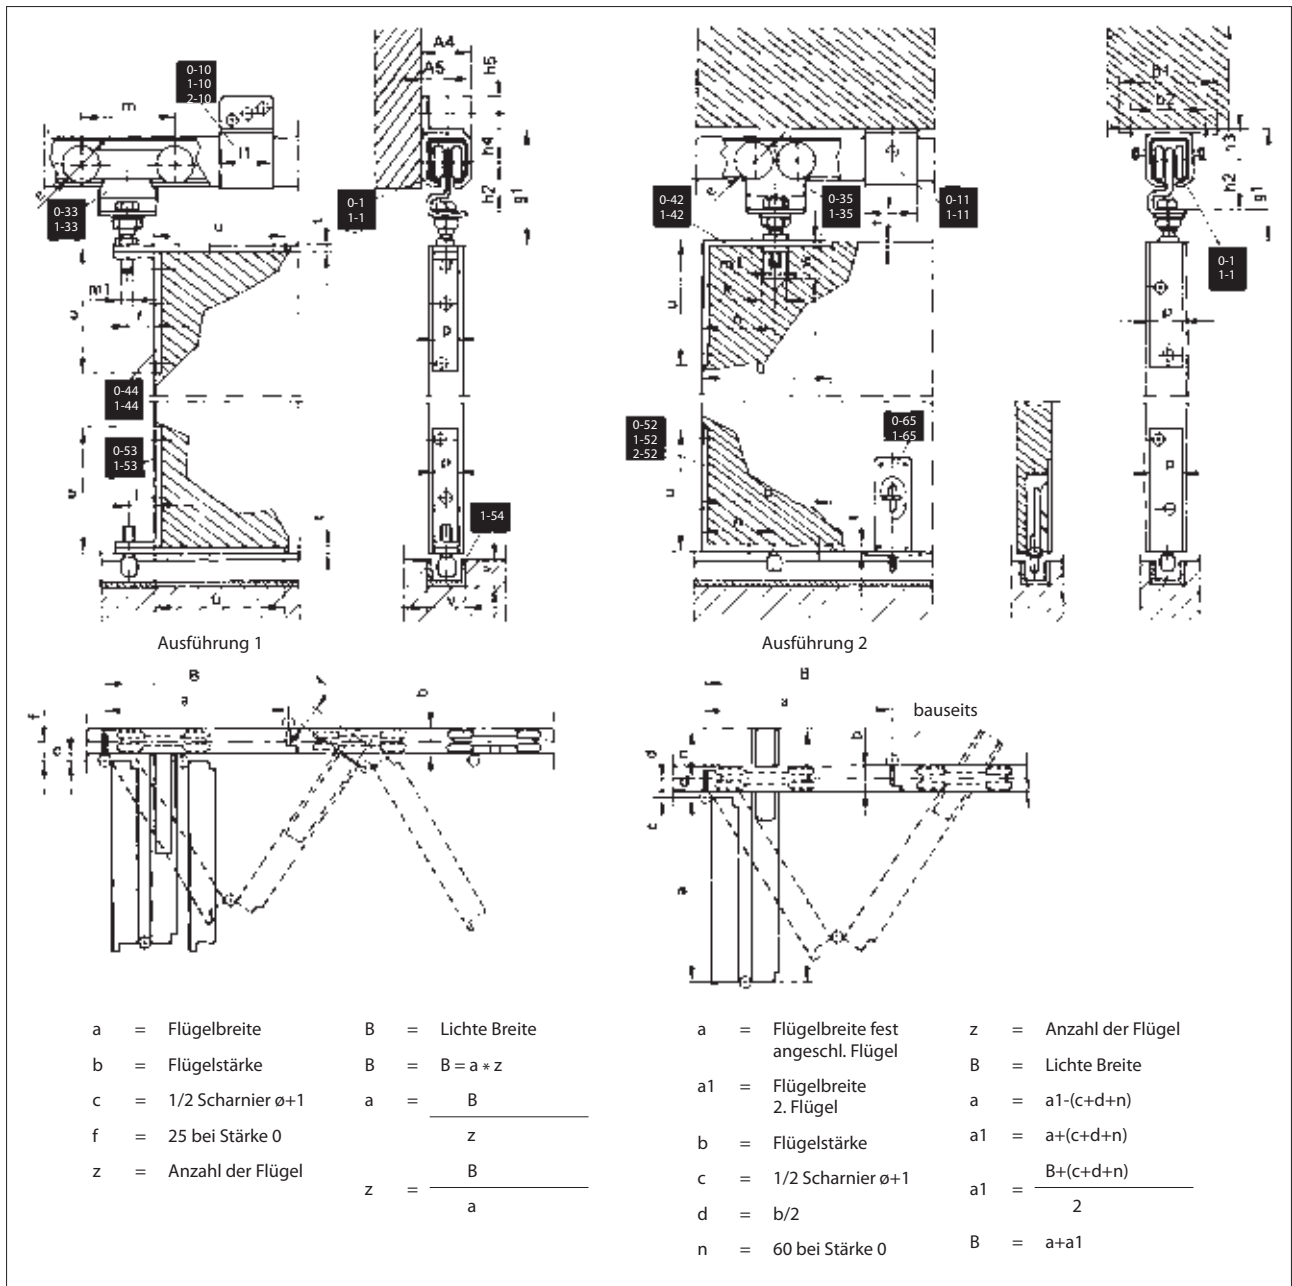 A4
A5
h5
m
0-10
1-10
2-10
l1
h4
h2
g1
e
0-33
1-33
0-1
1-1
u
t
m1
u
p
0-44
1-44
0-53
1-53
p
u
1-54
v
Ausführung 1
b1
b2
h3
h2
g1
e
0-42
1-42
0-35
1-35
0-11
1-11
0-1
1-1
u
p
0-52
1-52
2-52
0-65
1-65
u
p
Ausführung 2
B
a
b
f
e
B
a
bauseits
b
d
n
c
a
a = Flügelbreite
b = Flügelstärke
c = 1/2 Scharnier ø+1
f = 25 bei Stärke 0
z = Anzahl der Flügel
B = Lichte Breite
B = B = a * z
a = B
z
z = B
a
a = Flügelbreite fest
angeschl. Flügel
a1 = Flügelbreite
2. Flügel
b = Flügelstärke
c = 1/2 Scharnier ø+1
d = b/2
n = 60 bei Stärke 0
z = Anzahl der Flügel
B = Lichte Breite
a = a1-(c+d+n)
a1 = a+(c+d+n)
a1 = B+(c+d+n)
2
B = a+a1